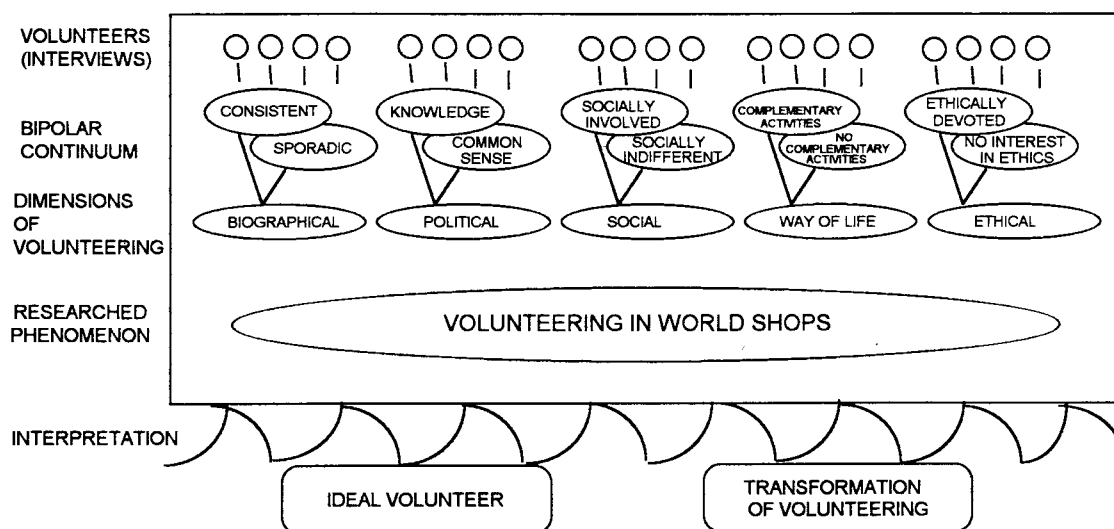 VOLUNTEERS
(INTERVIEWS)
BIPOLAR
CONTINUUM
CONSISTENT
SPORADIC
KNOWLEDGE
COMMON
SENSE
SOCIALLY
INVOLVED
SOCIALLY
INDIFFERENT
COMPLEMENTARY
ACTIVITIES
NO
COMPLEMENTARY
ACTIVITIES
ETHICALLY
DEVOTED
NO INTEREST
IN ETHICS
DIMENSIONS
OF
VOLUNTEERING
BIOGRAPHICAL
POLITICAL
SOCIAL
WAY OF LIFE
ETHICAL
RESEARCHED
PHENOMENON
VOLUNTEERING IN WORLD SHOPS
INTERPRETATION
IDEAL VOLUNTEER
TRANSFORMATION
OF VOLUNTEERING